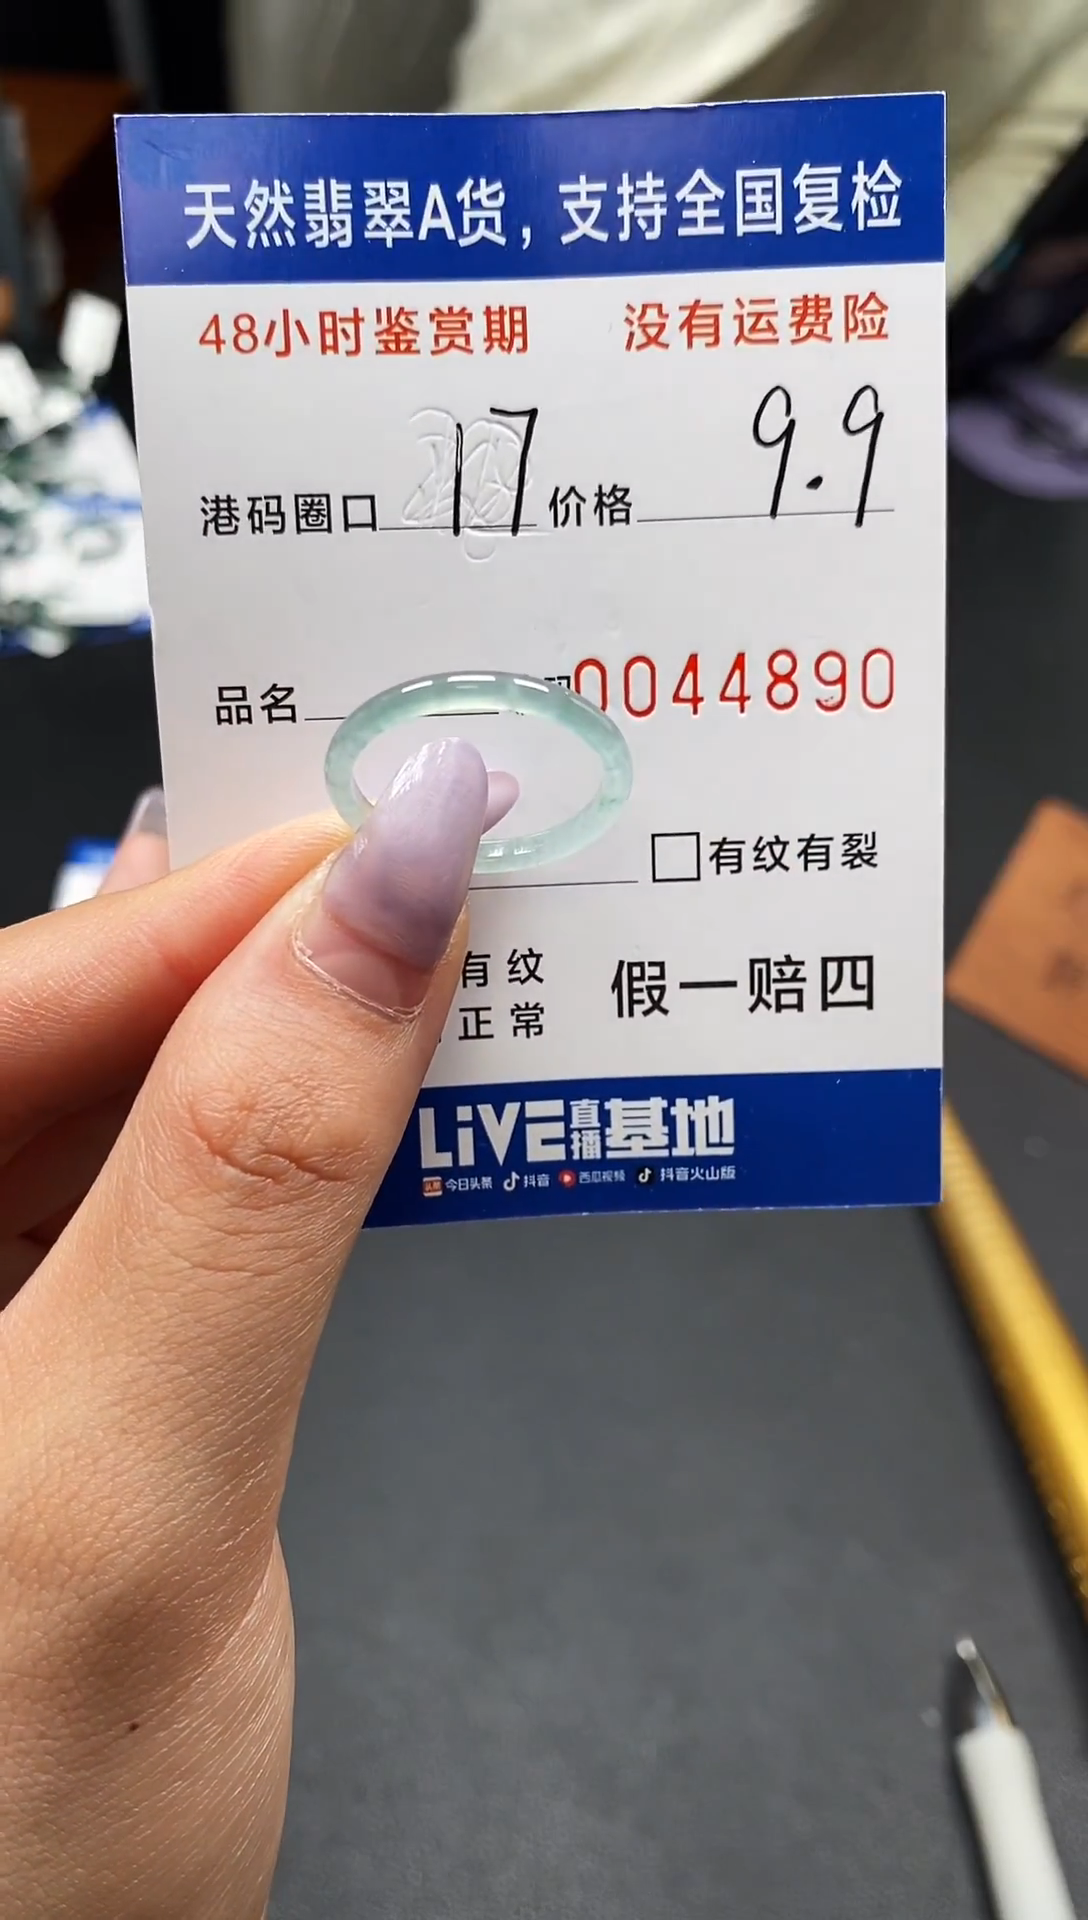 天然翡翠A货，支持全国复检
48小时鉴赏期 没有运费险
港码圈口 17 价格 9.9
品名 0044890
有纹有裂
有纹
正常
假一赔四
LiVE直播基地
头条 今日头条 抖音 西瓜视频 抖音火山版